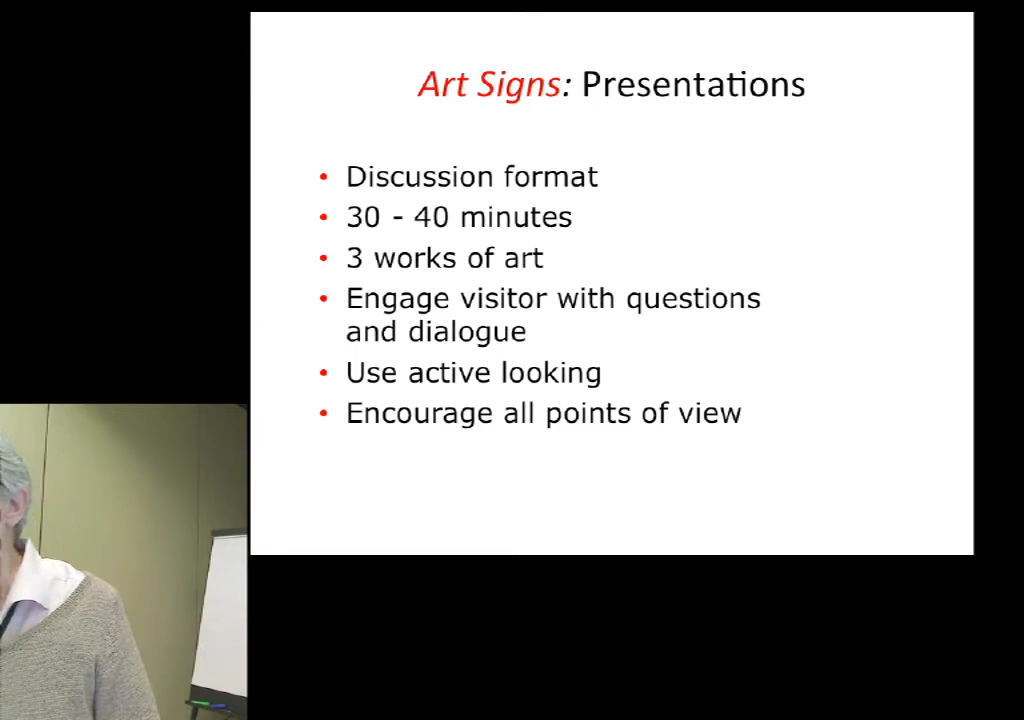 Art Signs: Presentations
• Discussion format
• 30 - 40 minutes
• 3 works of art
• Engage visitor with questions
and dialogue
• Use active looking
• Encourage all points of view